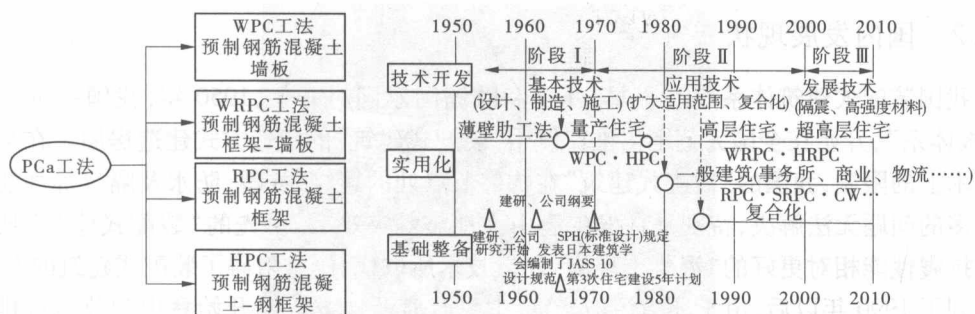 PCa工法
WPC工法
预制钢筋混凝土
墙板
WRPC工法
预制钢筋混凝土
框架-墙板
RPC工法
预制钢筋混凝土
框架
HPC工法
预制钢筋混凝
土-钢框架
1950 1960 1970 1980 1990 2000 2010
技术开发
阶段Ⅰ 阶段Ⅱ 阶段Ⅲ
基本技术 应用技术 发展技术
(设计、制造、施工) (扩大适用范围、复合化) (隔震、高强度材料)
实用化
薄壁肋工法 量产住宅 高层住宅·超高层住宅
WPC·HPC WRPC·HRPC
一般建筑(事务所、商业、物流……)
RPC·SRPC·CW…
复合化
基础整备
建研、公司纲要
建研、公司 SPH(标准设计)规定
研究开始 发表日本建筑学
会编制了JASS 10
设计规范 第3次住宅建设5年计划
1950 1960 1970 1980 1990 2000 2010